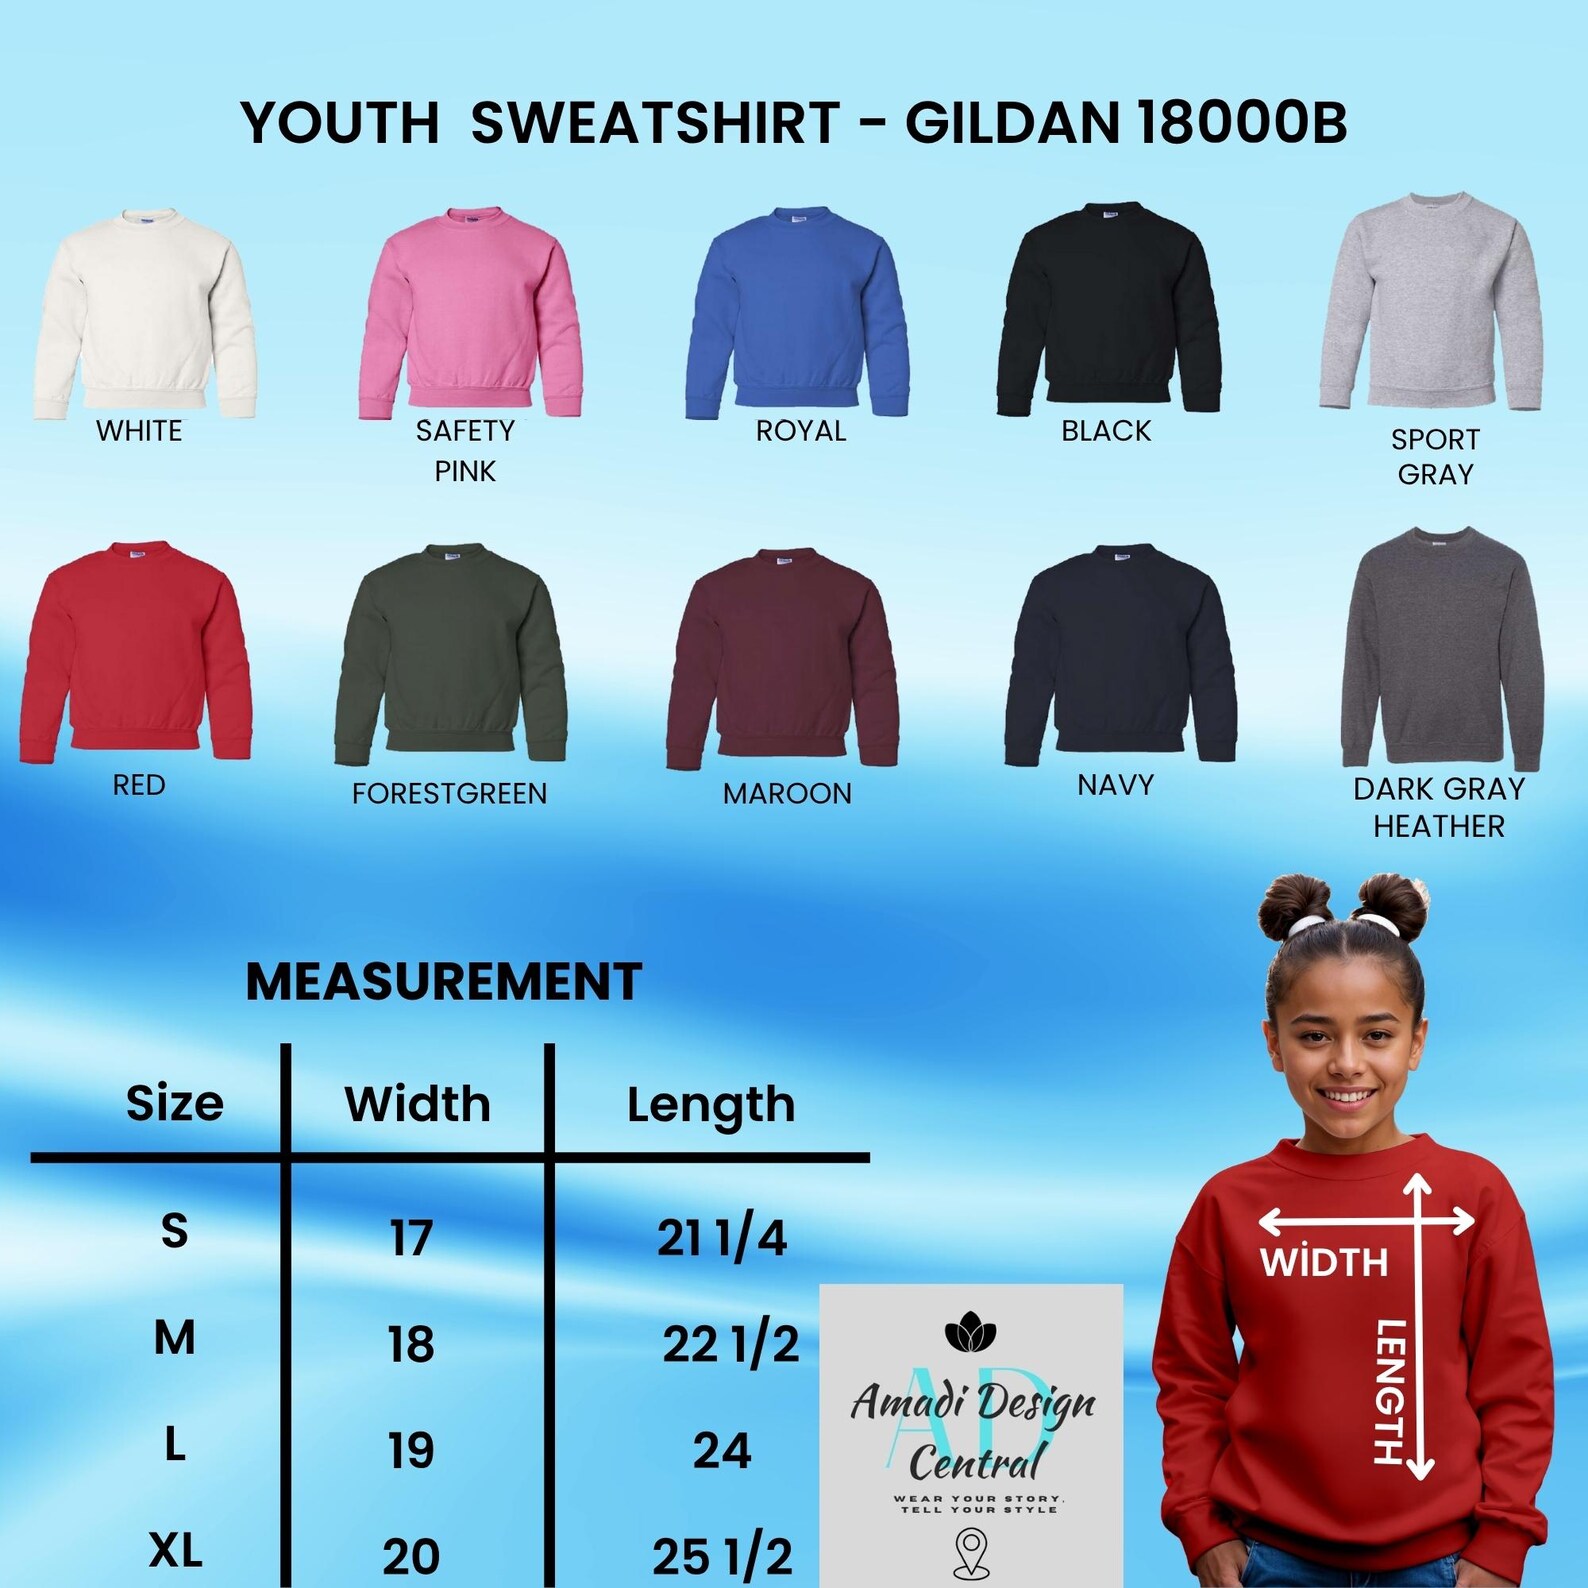 YOUTH SWEATSHIRT - GILDAN 18000B
WHITE
SAFETY
PINK
ROYAL
BLACK
SPORT
GRAY
RED
FORESTGREEN
MAROON
NAVY
DARK GRAY
HEATHER
MEASUREMENT
Size Width Length
S 17 21 1/4
M 18 22 1/2
L 19 24
XL 20 25 1/2
AD
Amadi Design
Central
WEAR YOUR STORY,
TELL YOUR STYLE
WİDTH
LENGTH